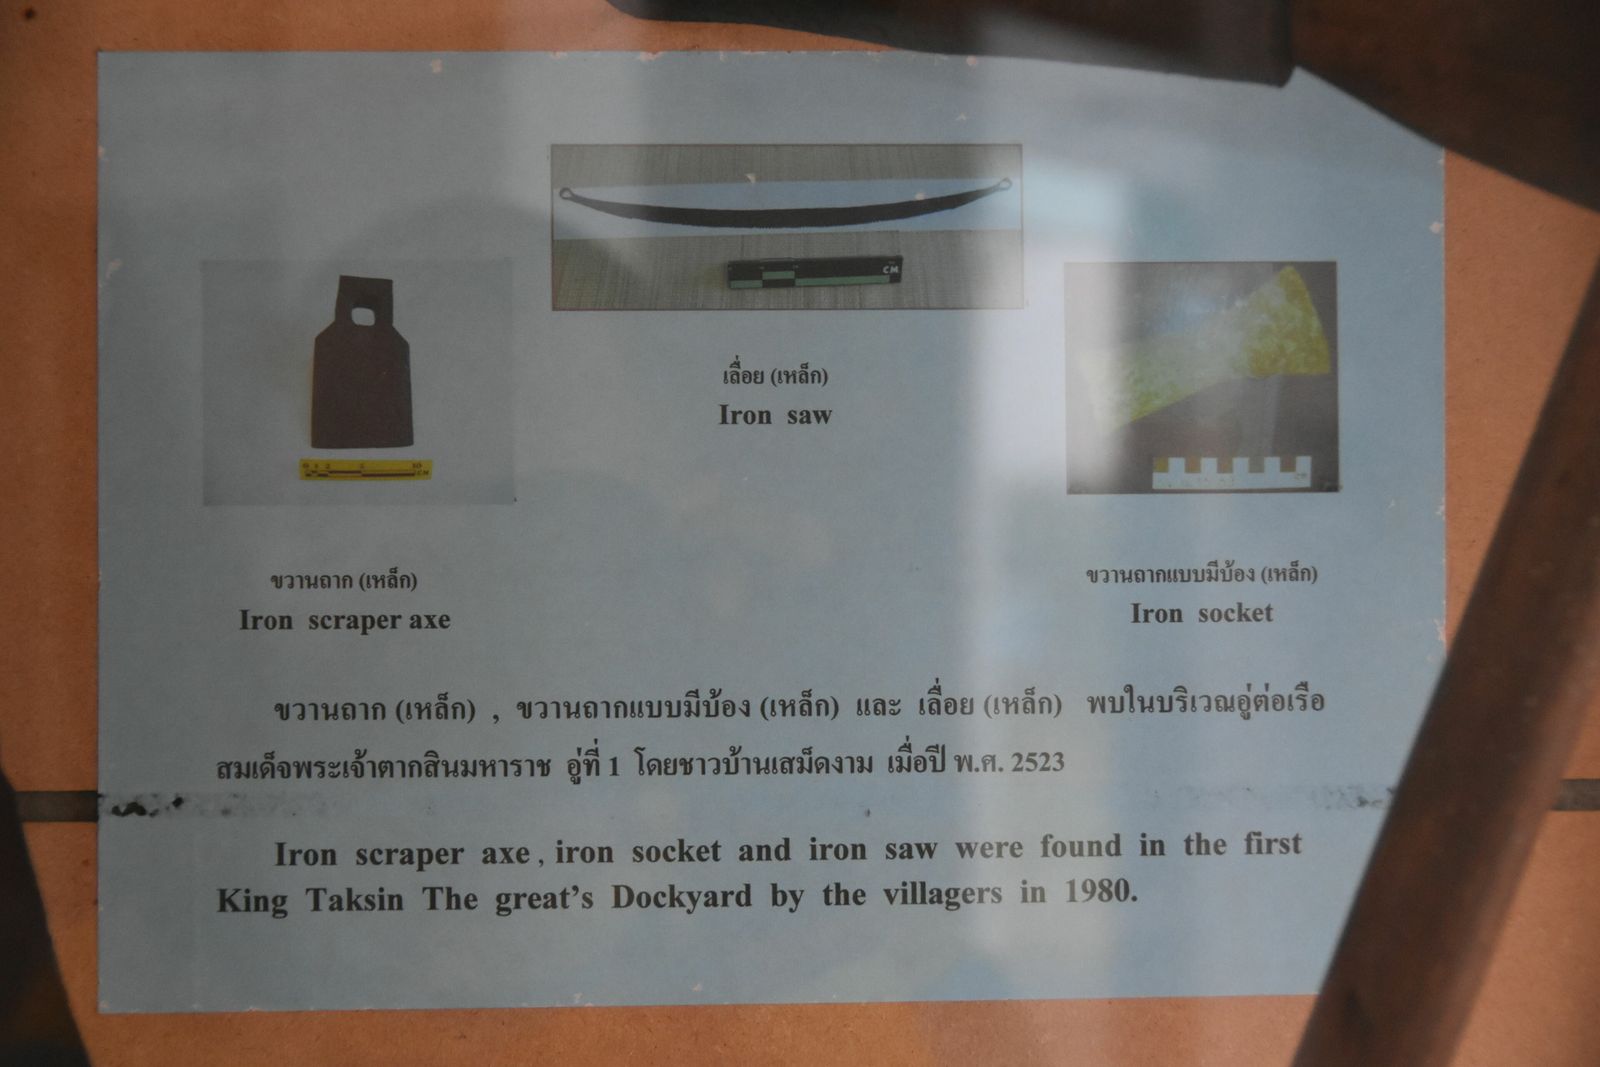 CM
เลื่อย (เหล็ก)
Iron saw
0 1 2 5 10
CM
ขวานถาก (เหล็ก)
Iron scraper axe
ขวานถากแบบมีบ้อง (เหล็ก)
Iron socket
ขวานถาก (เหล็ก) , ขวานถากแบบมีบ้อง (เหล็ก) และ เลื่อย (เหล็ก) พบในบริเวณอู่ต่อเรือ
สมเด็จพระเจ้าตากสินมหาราช อู่ที่ 1 โดยชาวบ้านเสม็ดงาม เมื่อปี พ.ศ. 2523
Iron scraper axe , iron socket and iron saw were found in the first
King Taksin The great's Dockyard by the villagers in 1980.